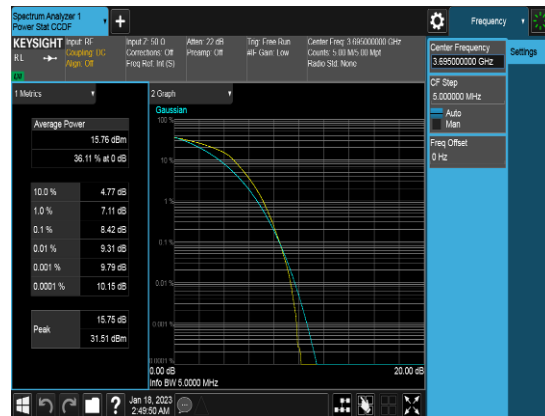 Spectrum Analyzer 1
Power Stat CCDF
Frequency
KEYSIGHT
RL
Input: RF
Coupling: DC
Align: Off
Input Z: 50 Ω
Corrections: Off
Freq Ref: Int (S)
Atten: 22 dB
Preamp: Off
Trig: Free Run
#IF Gain: Low
Center Freq: 3.695000000 GHz
Counts: 5.00 M/5.00 Mpt
Radio Std: None
Center Frequency
3.695000000 GHz
Settings
CF Step
5.000000 MHz
Auto
Man
Freq Offset
0 Hz
1 Metrics
Average Power
15.76 dBm
36.11 % at 0 dB
10.0 % 4.77 dB
1.0 % 7.11 dB
0.1 % 8.42 dB
0.01 % 9.31 dB
0.001 % 9.79 dB
0.0001 % 10.15 dB
Peak
15.75 dB
31.51 dBm
2 Graph
Gaussian
100 %
10 %
1 %
0.1 %
0.01 %
0.001 %
0.0001 %
0.00 dB
20.00 dB
Info BW 5.0000 MHz
?
Jan 18, 2023
2:49:50 AM